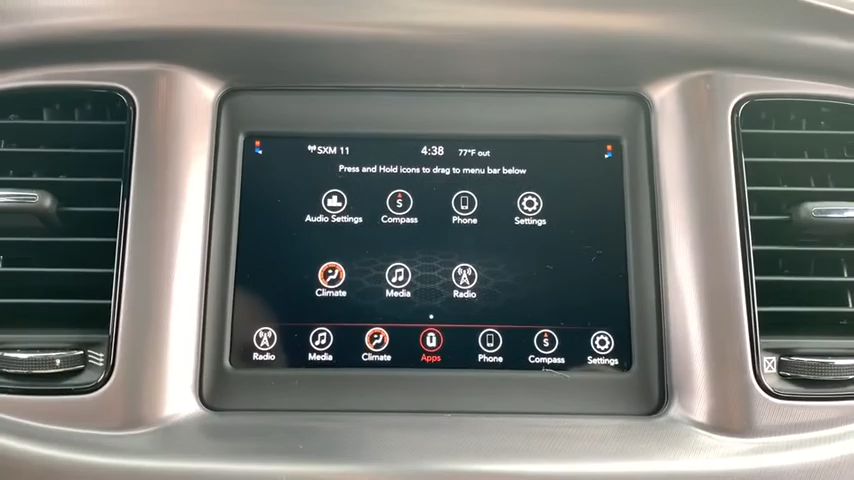 SXM 11 4:38 77°F out
Press and Hold icons to drag to menu bar below
Audio Settings Compass Phone Settings
Climate Media Radio
Radio Media Climate Apps Phone Compass Settings